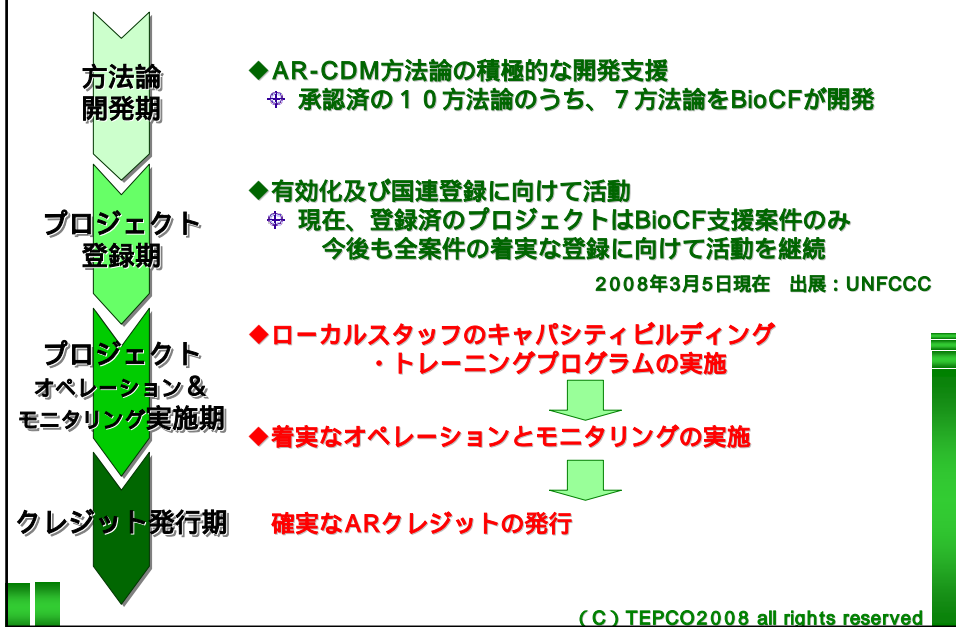 方法論
開発期
◆AR-CDM方法論の積極的な開発支援
承認済の１０方法論のうち、７方法論をBioCFが開発
プロジェクト
登録期
◆有効化及び国連登録に向けて活動
現在、登録済のプロジェクトはBioCF支援案件のみ
今後も全案件の着実な登録に向けて活動を継続
2008年3月5日現在　出展：UNFCCC
プロジェクト
オペレーション＆
モニタリング実施期
◆ローカルスタッフのキャパシティビルディング
・トレーニングプログラムの実施
◆着実なオペレーションとモニタリングの実施
クレジット発行期
確実なARクレジットの発行
（C）TEPCO2008 all rights reserved